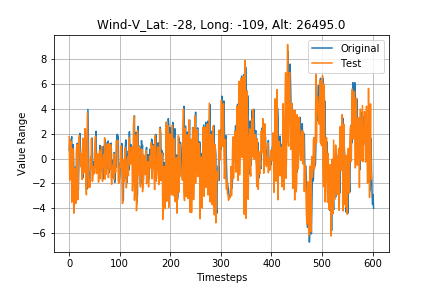 Wind-V_Lat: -28, Long: -109, Alt: 26495.0
Original
Test
Value Range
8
6
4
2
0
−2
−4
−6
0 100 200 300 400 500 600
Timesteps